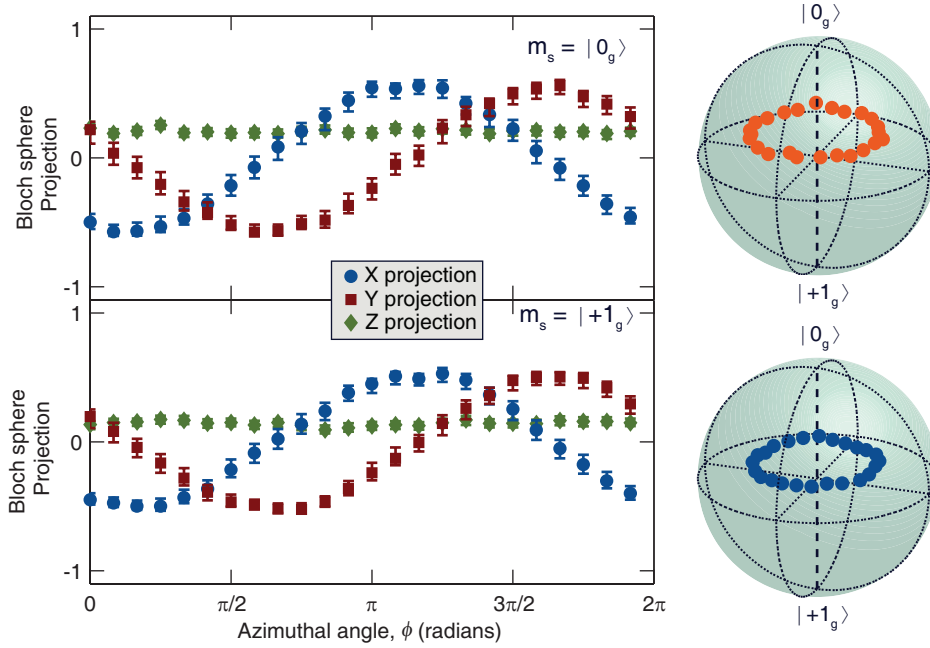 1
m_s = |0_g⟩
Bloch sphere
Projection
0
-1
X projection
Y projection
Z projection
1
m_s = |+1_g⟩
Bloch sphere
Projection
0
-1
0
π/2
π
3π/2
2π
Azimuthal angle, ϕ (radians)
|0_g⟩
|+1_g⟩
|0_g⟩
|+1_g⟩